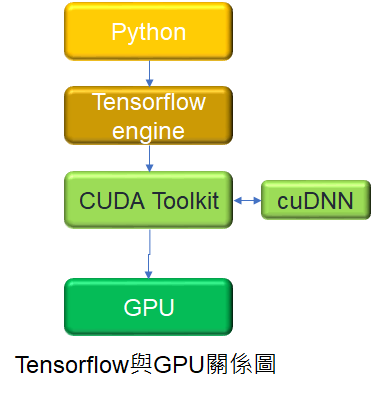 Python
Tensorflow
engine
CUDA Toolkit
cuDNN
GPU
Tensorflow與GPU關係圖